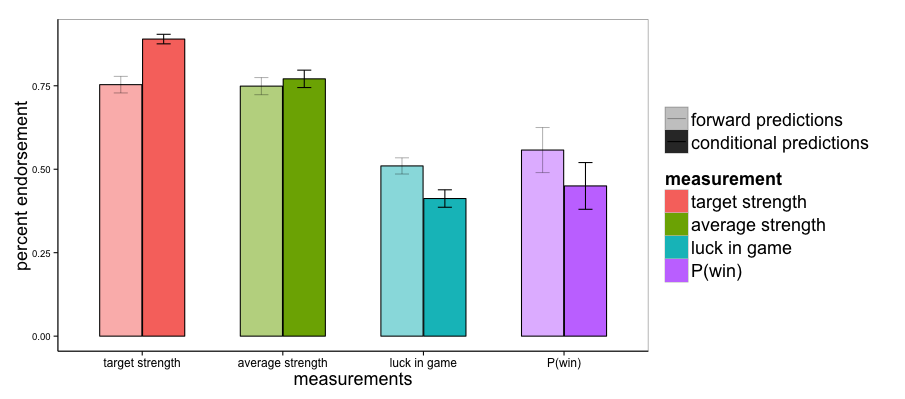 percent endorsement
0.75
0.50
0.25
0.00
target strength
average strength
luck in game
P(win)
measurements
forward predictions
conditional predictions
measurement
target strength
average strength
luck in game
P(win)